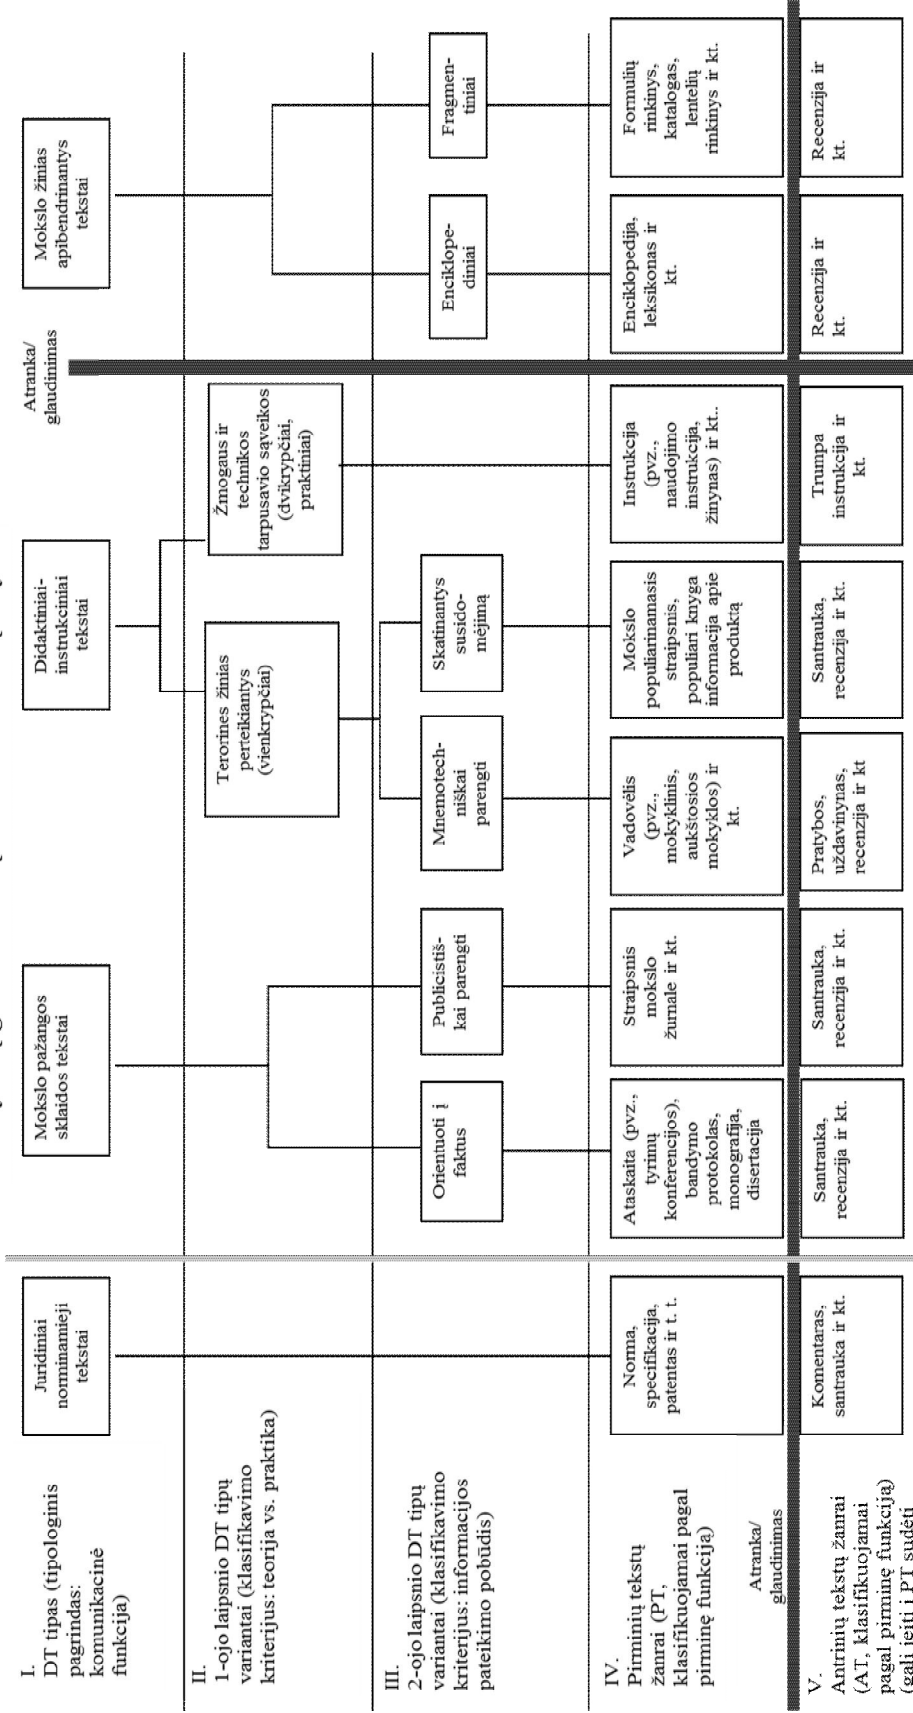 I.
DT tipas (tipologinis
pagrindas:
komunikacinė
funkcija)
Juridiniai
norminamieji
tekstai
Mokslo pažangos
sklaidos tekstai
Didaktiniai-
instrukciniai
tekstai
Atranka/
glaudinimas
Mokslo žinias
apibendrinantys
tekstai
II.
1-ojo laipsnio DT tipų
variantai (klasifikavimo
kriterijus: teorija vs. praktika)
Terorines žinias
perteikiantys
(vienkrypčiai)
Žmogaus ir
technikos
tarpusavio sąveikos
(dvikrypčiai,
praktiniai)
III.
2-ojo laipsnio DT tipų
variantai (klasifikavimo
kriterijus: informacijos
pateikimo pobūdis)
Orientuoti į
faktus
Publicistiš-
kai parengti
Mnemotech-
niškai
parengti
Skatinantys
susido-
mėjimą
Enciklope-
diniai
Fragmen-
tiniai
IV.
Pirminių tekstų
žanrai (PT,
klasifikuojamai pagal
pirminę funkciją)
Norma,
specifikacija,
patentas ir t. t.
Ataskaita (pvz.,
tyrimų
konferencijos),
bandymo
protokolas,
monografija,
disertacija
Straipsnis
mokslo
žurnale ir kt.
Vadovėlis
(pvz.,
mokyklinis,
aukštosios
mokyklos) ir
kt.
Mokslo
populiarinamasis
straipsnis,
populiari knyga
informacija apie
produktą
Instrukcija
(pvz.,
naudojimo
instrukcija,
žinynas) ir kt..
Enciklopedija,
leksikonas ir
kt.
Formulių
rinkinys,
katalogas,
lentelių
rinkinys ir kt.
Atranka/
glaudinimas
V.
Antrinių tekstų žanrai
(AT, klasifikuojamai
pagal pirminę funkciją)
(gali įeiti į PT sudėtį
Komentaras,
santrauka ir kt.
Santrauka,
recenzija ir kt.
Santrauka,
recenzija ir kt.
Pratybos,
uždavinynas,
recenzija ir kt
Santrauka,
recenzija ir kt.
Trumpa
instrukcija ir
kt.
Recenzija ir
kt.
Recenzija ir
kt.